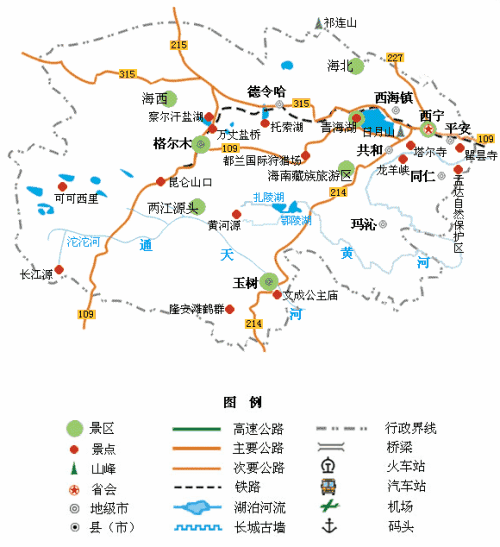 祁连山
215
227
海北
315
海西
德令哈
315
西海镇
察尔汗盐湖
西宁
万丈盐桥
托索湖
青海湖
日月山
平安
109
格尔木
109
共和
塔尔寺
瞿昙寺
都兰国际狩猎场
龙羊峡
海南藏族旅游区
同仁
孟达自然保护区
昆仑山口
214
可可西里
扎陵湖
两江源头
黄河源
鄂陵湖
玛沁
沱沱河
通
天
黄
河
长江源
玉树
文成公主庙
隆宝滩鹤群
河
109
214
图 例
景区
高速公路
行政界线
景点
主要公路
桥梁
山峰
次要公路
火车站
省会
铁路
汽车站
地级市
湖泊河流
机场
县（市）
长城古墙
码头